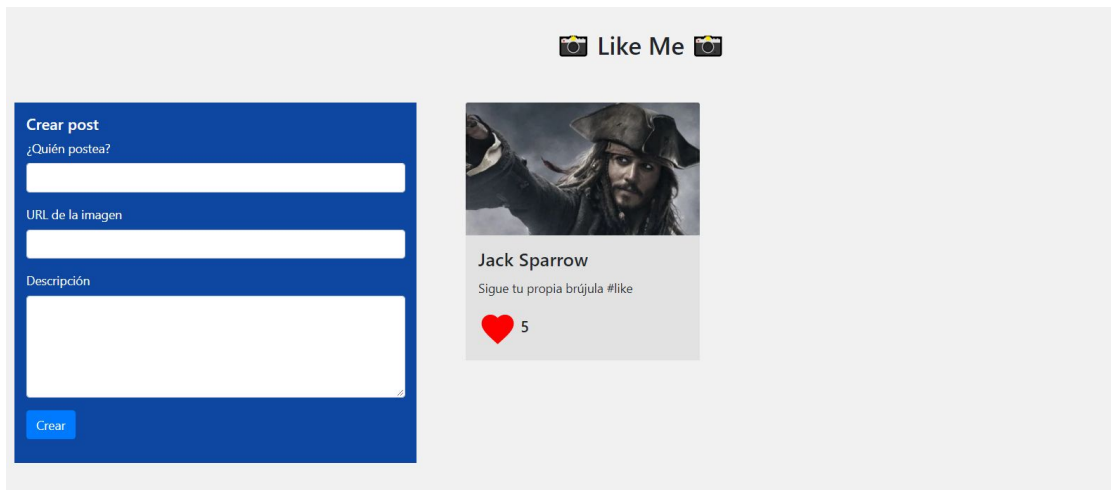 📷 Like Me 📷
Crear post
¿Quién postea?
URL de la imagen
Descripción
Crear
Jack Sparrow
Sigue tu propia brújula #like
5